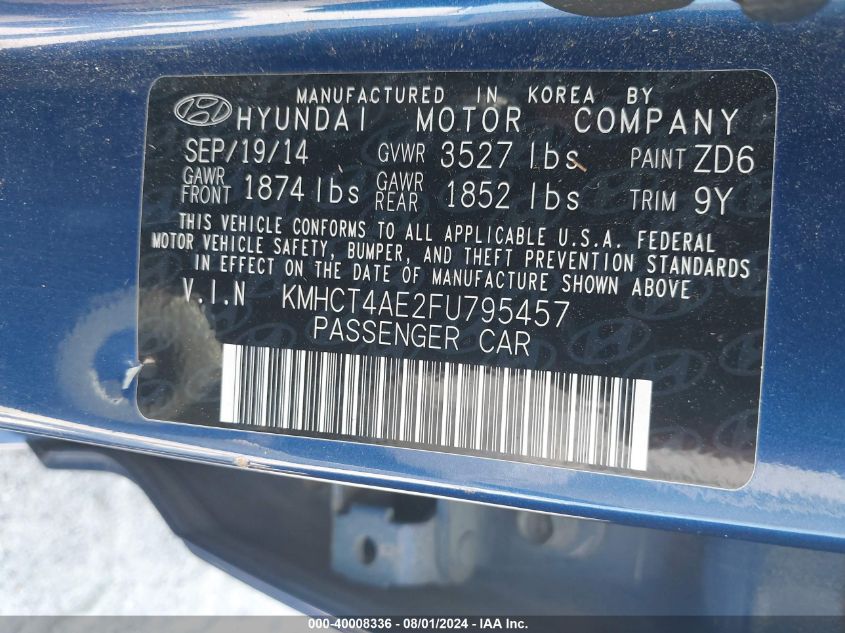 MANUFACTURED IN KOREA BY
HYUNDAI MOTOR COMPANY
SEP/19/14 GVWR 3527 lbs PAINT ZD6
GAWR FRONT 1874 lbs GAWR REAR 1852 lbs TRIM 9Y
THIS VEHICLE CONFORMS TO ALL APPLICABLE U.S.A. FEDERAL
MOTOR VEHICLE SAFETY, BUMPER, AND THEFT PREVENTION STANDARDS
IN EFFECT ON THE DATE OF MANUFACTURE SHOWN ABOVE
V.I.N KMHCT4AE2FU795457
PASSENGER CAR
000-40008336 - 08/01/2024 - IAA Inc.